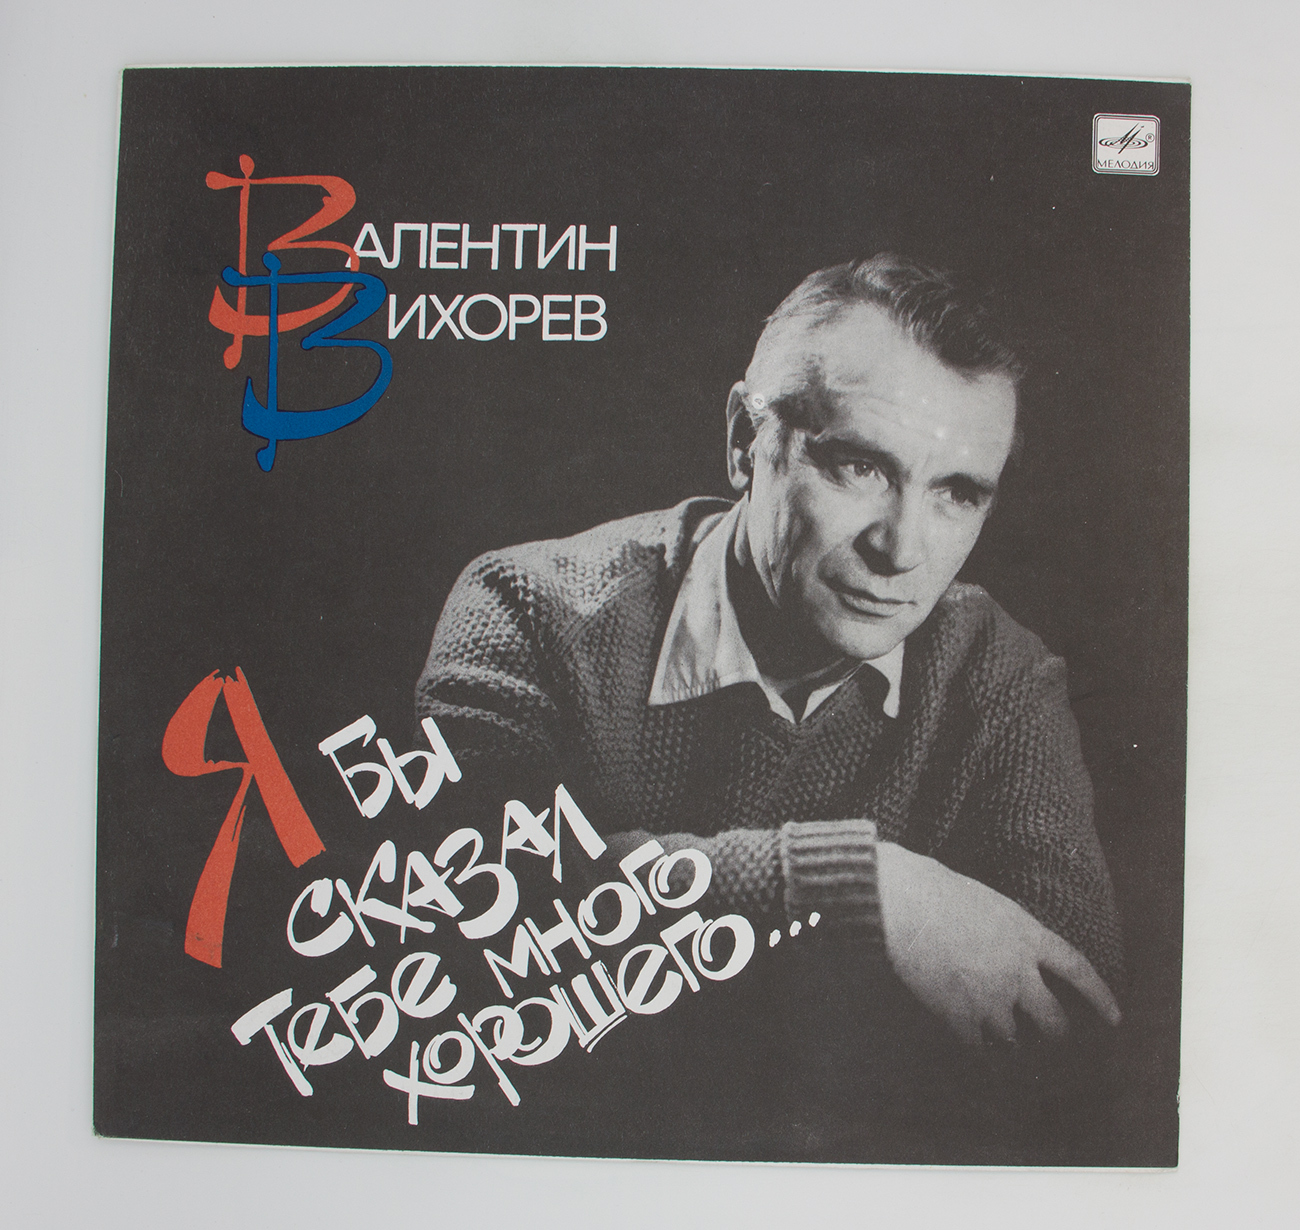 МЕЛОДИЯ
ВАЛЕНТИН
ВИХОРЕВ
Я БЫ
СКАЗАЛ
ТЕБЕ МНОГО
ХОРОШЕГО...